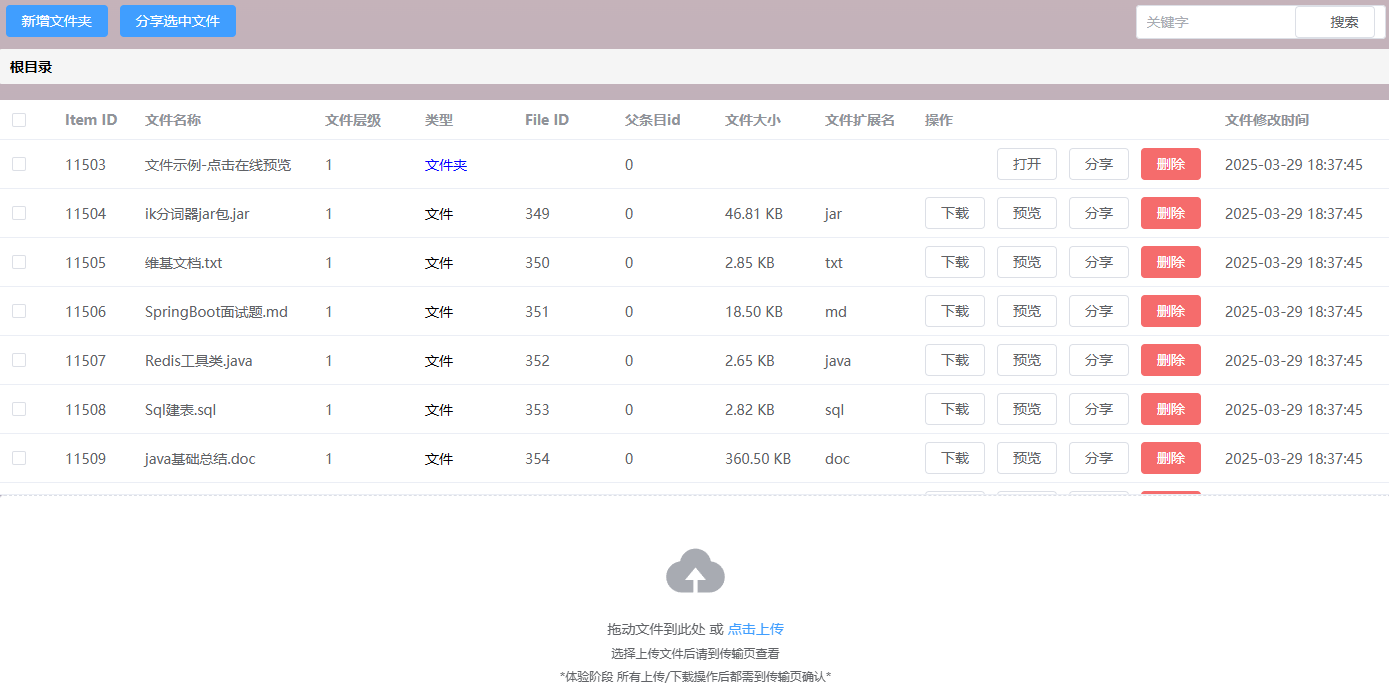 新增文件夹 分享选中文件 关键字 搜索
根目录
Item ID 文件名称 文件层级 类型 File ID 父条目id 文件大小 文件扩展名 操作 文件修改时间
11503 文件示例-点击在线预览 1 文件夹 0 打开 分享 删除 2025-03-29 18:37:45
11504 ik分词器jar包.jar 1 文件 349 0 46.81 KB jar 下载 预览 分享 删除 2025-03-29 18:37:45
11505 维基文档.txt 1 文件 350 0 2.85 KB txt 下载 预览 分享 删除 2025-03-29 18:37:45
11506 SpringBoot面试题.md 1 文件 351 0 18.50 KB md 下载 预览 分享 删除 2025-03-29 18:37:45
11507 Redis工具类.java 1 文件 352 0 2.65 KB java 下载 预览 分享 删除 2025-03-29 18:37:45
11508 Sql建表.sql 1 文件 353 0 2.82 KB sql 下载 预览 分享 删除 2025-03-29 18:37:45
11509 java基础总结.doc 1 文件 354 0 360.50 KB doc 下载 预览 分享 删除 2025-03-29 18:37:45
拖动文件到此处 或 点击上传
选择上传文件后请到传输页查看
*体验阶段 所有上传/下载操作后都需到传输页确认*